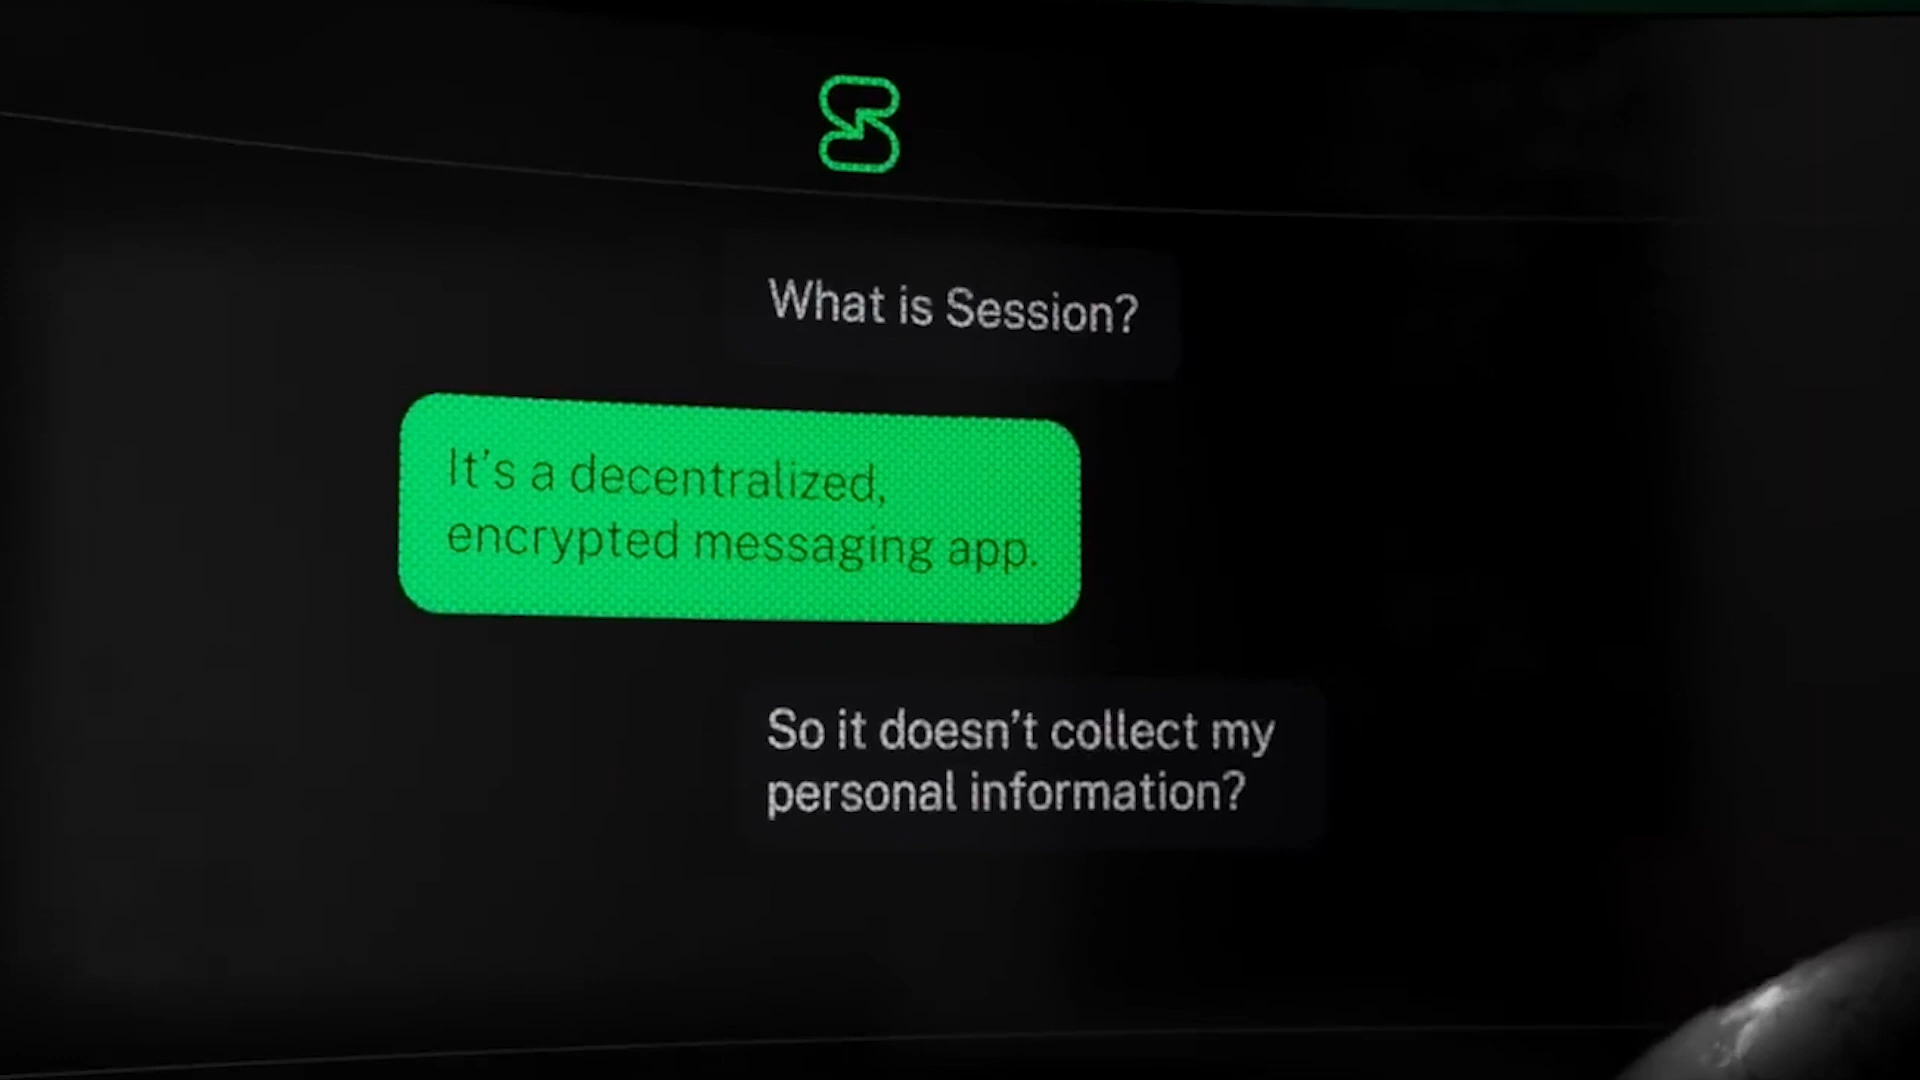 What is Session?
It's a decentralized,
encrypted messaging app.
So it doesn't collect my
personal information?